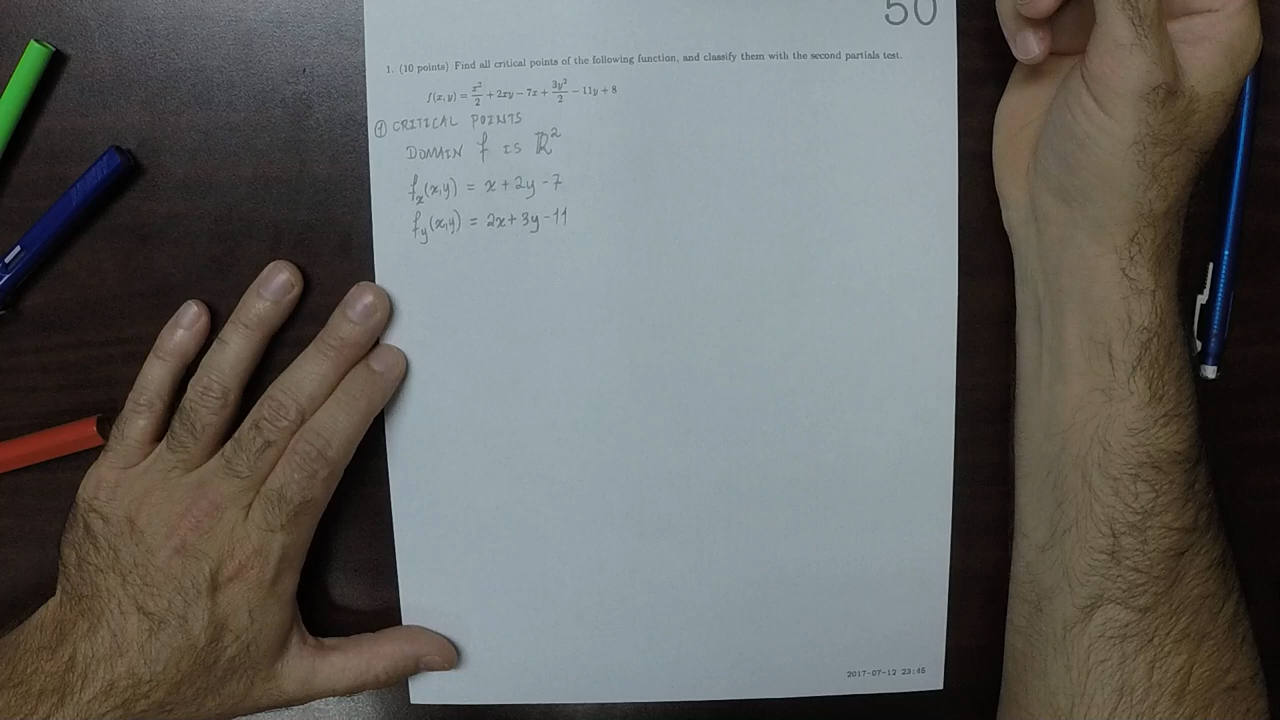 50
1. (10 points) Find all critical points of the following function, and classify them with the second partials test.
f(x, y) = x²/2 + 2xy − 7x + 3y²/2 − 11y + 8
① CRITICAL POINTS
DOMAIN f IS ℝ²
fₓ(x,y) = x + 2y - 7
f_y(x,y) = 2x + 3y - 11
2017-07-12 23:45